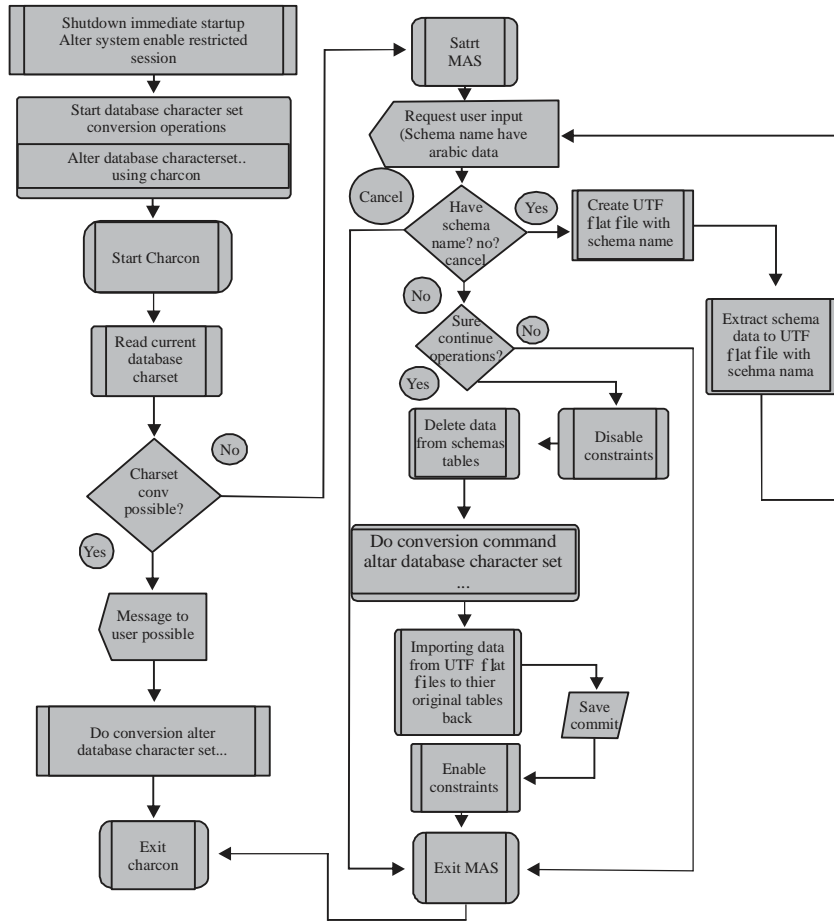 Shutdown immediate startup
Alter system enable restricted
session
Start database character set
conversion operations
Alter database characterset..
using charcon
Start Charcon
Read current
database
charset
No
Charset
conv
possible?
Yes
Message to
user possible
Do conversion alter
database character set...
Exit
charcon
Satrt
MAS
Request user input
(Schema name have
arabic data
Cancel
Have
schema
name? no?
cancel
Yes
Create UTF
flat file with
schema name
Extract schema
data to UTF
flat file with
scehma nama
No
Sure
continue
operations?
No
Yes
Disable
constraints
Delete data
from schemas
tables
Do conversion command
altar database character set
...
Importing data
from UTF flat
files to thier
original tables
back
Save
commit
Enable
constraints
Exit MAS